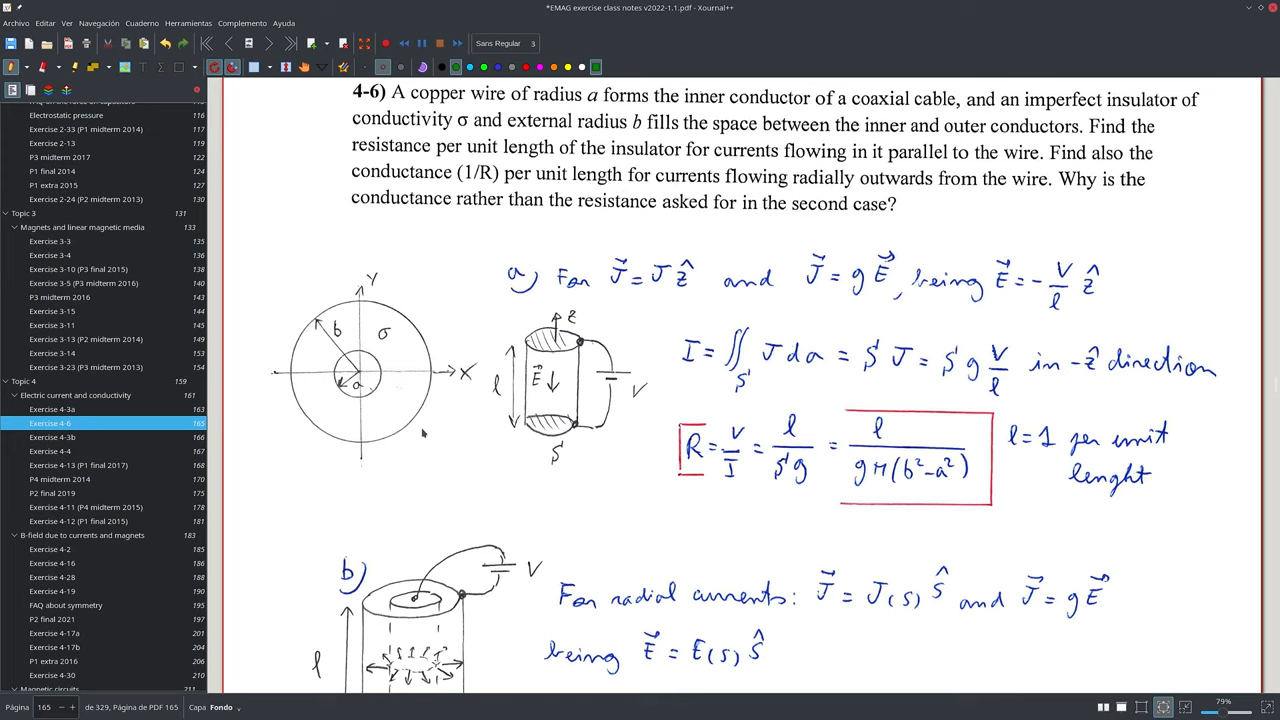 *EMAG exercise class notes v2022-1.1.pdf - Xournal++
Archivo Editar Ver Navegación Cuaderno Herramientas Complemento Ayuda
Sans Regular 3
Electrostatic pressure 116
Exercise 2-33 (P1 midterm 2014) 117
Exercise 2-13 119
P3 midterm 2017 122
P1 final 2014 124
P1 extra 2015 127
Exercise 2-24 (P2 midterm 2013) 130
Topic 3 131
Magnets and linear magnetic media 133
Exercise 3-3 135
Exercise 3-4 136
Exercise 3-10 (P3 final 2015) 138
Exercise 3-5 (P3 midterm 2016) 140
P3 midterm 2016 142
Exercise 3-15 144
Exercise 3-11 145
Exercise 3-13 (P2 midterm 2014) 149
Exercise 3-14 153
Exercise 3-23 (P3 midterm 2013) 154
Topic 4 159
Electric current and conductivity 161
Exercise 4-3a 163
Exercise 4-6 165
Exercise 4-3b 166
Exercise 4-4 167
Exercise 4-13 (P1 final 2017) 168
P4 midterm 2014 170
P2 final 2019 175
Exercise 4-11 (P4 midterm 2015) 178
Exercise 4-12 (P1 final 2015) 181
B-field due to currents and magnets 183
Exercise 4-2 185
Exercise 4-16 186
Exercise 4-28 188
Exercise 4-19 190
FAQ about symmetry 195
P2 final 2021 197
Exercise 4-17a 201
Exercise 4-17b 204
P1 extra 2016 206
Exercise 4-30 210
Magnetic circuits 211
4-6) A copper wire of radius a forms the inner conductor of a coaxial cable, and an imperfect insulator of
conductivity σ and external radius b fills the space between the inner and outer conductors. Find the
resistance per unit length of the insulator for currents flowing in it parallel to the wire. Find also the
conductance (1/R) per unit length for currents flowing radially outwards from the wire. Why is the
conductance rather than the resistance asked for in the second case?
a) For J⃗ = J ẑ and J⃗ = g E⃗, being E⃗ = - V/l ẑ
Y
b
σ
a
X
z
l
E⃗
V
S
I = ∬_S J da = S J = S g V/l in -ẑ direction
R = V/I = l/(S g) = l/(g π (b² - a²)) l = 1 per unit
lenght
b)
V
l
For radial currents: J⃗ = J(s) ŝ and J⃗ = g E⃗
being E⃗ = E(s) ŝ
Página 165 de 329, Página de PDF 165 Capa Fondo
79%